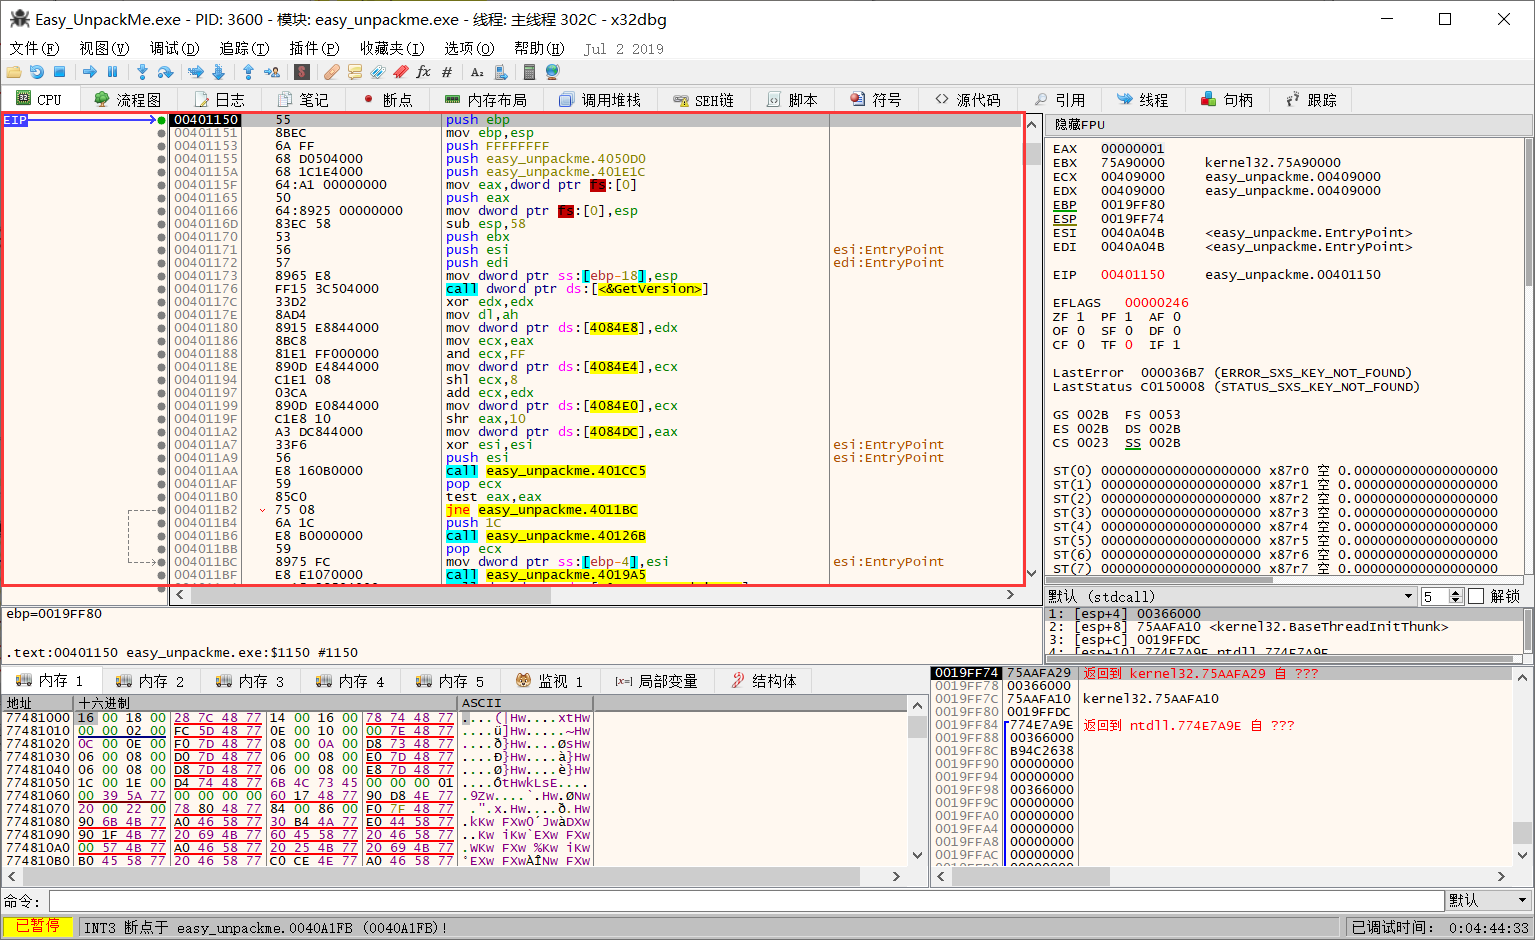 Easy_UnpackMe.exe - PID: 3600 - 模块: easy_unpackme.exe - 线程: 主线程 302C - x32dbg
文件(F) 视图(V) 调试(D) 追踪(T) 插件(P) 收藏夹(I) 选项(O) 帮助(H) Jul 2 2019
CPU 流程图 日志 笔记 断点 内存布局 调用堆栈 SEH链 脚本 符号 源代码 引用 线程 句柄 跟踪
EIP
00401150 55 push ebp
00401151 8BEC mov ebp,esp
00401153 6A FF push FFFFFFFF
00401155 68 D0504000 push easy_unpackme.4050D0
0040115A 68 1C1E4000 push easy_unpackme.401E1C
0040115F 64:A1 00000000 mov eax,dword ptr fs:[0]
00401165 50 push eax
00401166 64:8925 00000000 mov dword ptr fs:[0],esp
0040116D 83EC 58 sub esp,58
00401170 53 push ebx
00401171 56 push esi esi:EntryPoint
00401172 57 push edi edi:EntryPoint
00401173 8965 E8 mov dword ptr ss:[ebp-18],esp
00401176 FF15 3C504000 call dword ptr ds:[<&GetVersion>]
0040117C 33D2 xor edx,edx
0040117E 8AD4 mov dl,ah
00401180 8915 E8844000 mov dword ptr ds:[4084E8],edx
00401186 8BC8 mov ecx,eax
00401188 81E1 FF000000 and ecx,FF
0040118E 890D E4844000 mov dword ptr ds:[4084E4],ecx
00401194 C1E1 08 shl ecx,8
00401197 03CA add ecx,edx
00401199 890D E0844000 mov dword ptr ds:[4084E0],ecx
0040119F C1E8 10 shr eax,10
004011A2 A3 DC844000 mov dword ptr ds:[4084DC],eax
004011A7 33F6 xor esi,esi esi:EntryPoint
004011A9 56 push esi esi:EntryPoint
004011AA E8 160B0000 call easy_unpackme.401CC5
004011AF 59 pop ecx
004011B0 85C0 test eax,eax
004011B2 75 08 jne easy_unpackme.4011BC
004011B4 6A 1C push 1C
004011B6 E8 B0000000 call easy_unpackme.40126B
004011BB 59 pop ecx
004011BC 8975 FC mov dword ptr ss:[ebp-4],esi esi:EntryPoint
004011BF E8 E1070000 call easy_unpackme.4019A5
隐藏FPU
EAX 00000001
EBX 75A90000 kernel32.75A90000
ECX 00409000 easy_unpackme.00409000
EDX 00409000 easy_unpackme.00409000
EBP 0019FF80
ESP 0019FF74
ESI 0040A04B <easy_unpackme.EntryPoint>
EDI 0040A04B <easy_unpackme.EntryPoint>
EIP 00401150 easy_unpackme.00401150
EFLAGS 00000246
ZF 1 PF 1 AF 0
OF 0 SF 0 DF 0
CF 0 TF 0 IF 1
LastError 000036B7 (ERROR_SXS_KEY_NOT_FOUND)
LastStatus C0150008 (STATUS_SXS_KEY_NOT_FOUND)
GS 002B FS 0053
ES 002B DS 002B
CS 0023 SS 002B
ST(0) 00000000000000000000 x87r0 空 0.000000000000000000
ST(1) 00000000000000000000 x87r1 空 0.000000000000000000
ST(2) 00000000000000000000 x87r2 空 0.000000000000000000
ST(3) 00000000000000000000 x87r3 空 0.000000000000000000
ST(4) 00000000000000000000 x87r4 空 0.000000000000000000
ST(5) 00000000000000000000 x87r5 空 0.000000000000000000
ST(6) 00000000000000000000 x87r6 空 0.000000000000000000
ST(7) 00000000000000000000 x87r7 空 0.000000000000000000
默认 (stdcall) 5 解锁
1: [esp+4] 00366000
2: [esp+8] 75AAFA10 <kernel32.BaseThreadInitThunk>
3: [esp+C] 0019FFDC
4: [esp+10] 774E7A9E ntdll.774E7A9E
ebp=0019FF80
.text:00401150 easy_unpackme.exe:$1150 #1150
内存 1 内存 2 内存 3 内存 4 内存 5 监视 1 [x=] 局部变量 结构体
地址 十六进制 ASCII
77481000 16 00 18 00 28 7C 48 77 14 00 16 00 78 74 48 77 ....(|Hw....xtHw
77481010 00 00 02 00 FC 5D 48 77 0E 00 10 00 00 7E 48 77 ....ü]Hw.....~Hw
77481020 0C 00 0E 00 F0 7D 48 77 08 00 0A 00 D8 73 48 77 ....ð}Hw....ØsHw
77481030 06 00 08 00 D0 7D 48 77 06 00 08 00 E0 7D 48 77 ....Ð}Hw....à}Hw
77481040 06 00 08 00 D8 7D 48 77 06 00 08 00 E8 7D 48 77 ....Ø}Hw....è}Hw
77481050 1C 00 1E 00 D4 74 48 77 6B 4C 73 45 00 00 00 01 ....ÔtHwkLsE....
77481060 00 39 5A 77 00 00 00 00 60 17 48 77 90 D8 4E 77 .9Zw....`.Hw.ØNw
77481070 20 00 22 00 78 80 48 77 84 00 86 00 F0 7F 48 77  .".x.Hw....ð.Hw
77481080 90 6B 4B 77 A0 46 58 77 30 B4 4A 77 E0 44 58 77 .kKw FXw0´JwàDXw
77481090 90 1F 4B 77 20 69 4B 77 60 45 58 77 20 46 58 77 ..Kw iKw`EXw FXw
774810A0 00 57 4B 77 A0 46 58 77 20 25 4B 77 20 69 4B 77 .WKw FXw %Kw iKw
774810B0 B0 45 58 77 20 46 58 77 C0 CE 4E 77 A0 46 58 77 °EXw FXwÀÎNw FXw
0019FF74 75AAFA29 返回到 kernel32.75AAFA29 自 ???
0019FF78 00366000
0019FF7C 75AAFA10 kernel32.75AAFA10
0019FF80 0019FFDC
0019FF84 774E7A9E 返回到 ntdll.774E7A9E 自 ???
0019FF88 00366000
0019FF8C B94C2638
0019FF90 00000000
0019FF94 00000000
0019FF98 00366000
0019FF9C 00000000
0019FFA0 00000000
0019FFA4 00000000
0019FFA8 00000000
0019FFAC 00000000
命令: 默认
已暂停 INT3 断点于 easy_unpackme.0040A1FB (0040A1FB)! 已调试时间: 0:04:44:33